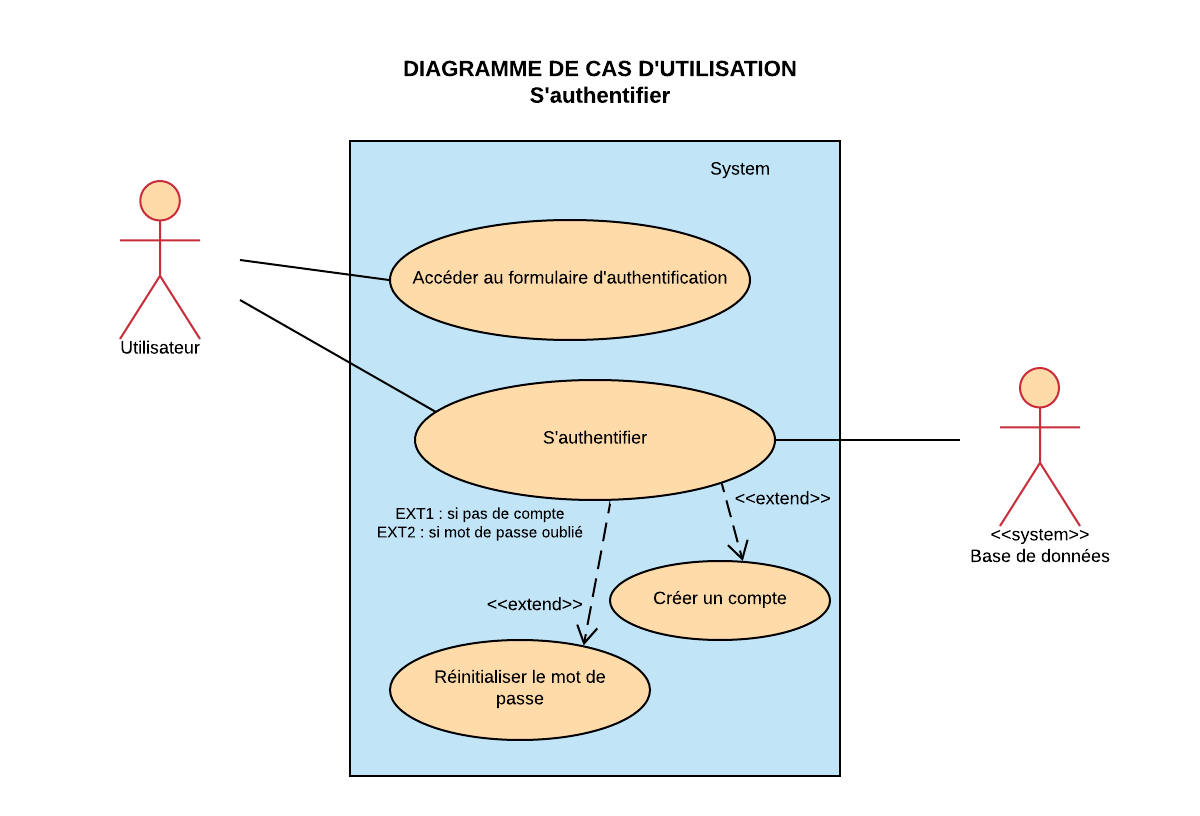 DIAGRAMME DE CAS D'UTILISATION
S'authentifier
System
Accéder au formulaire d'authentification
Utilisateur
S'authentifier
<<extend>>
EXT1 : si pas de compte
EXT2 : si mot de passe oublié
<<system>>
Base de données
Créer un compte
<<extend>>
Réinitialiser le mot de
passe